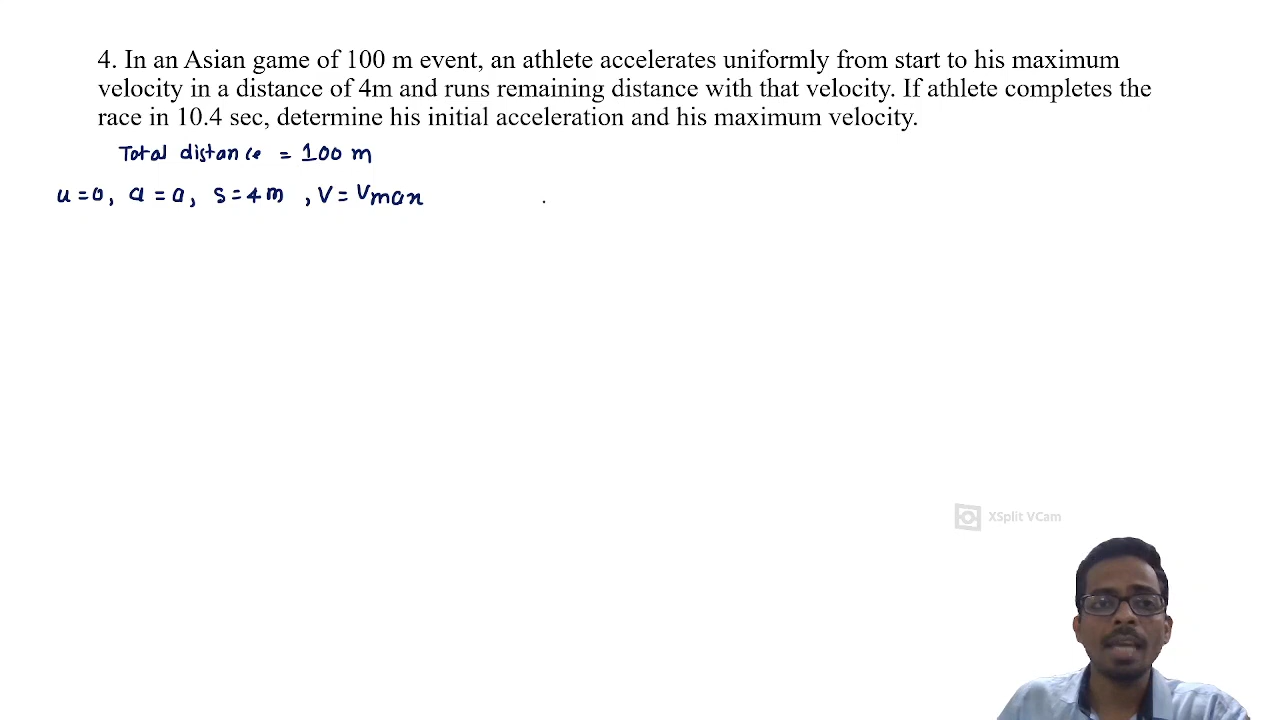 4. In an Asian game of 100 m event, an athlete accelerates uniformly from start to his maximum
velocity in a distance of 4m and runs remaining distance with that velocity. If athlete completes the
race in 10.4 sec, determine his initial acceleration and his maximum velocity.
Total distance = 100 m
u = 0, a = a, s = 4 m , v = vmax
XSplit VCam